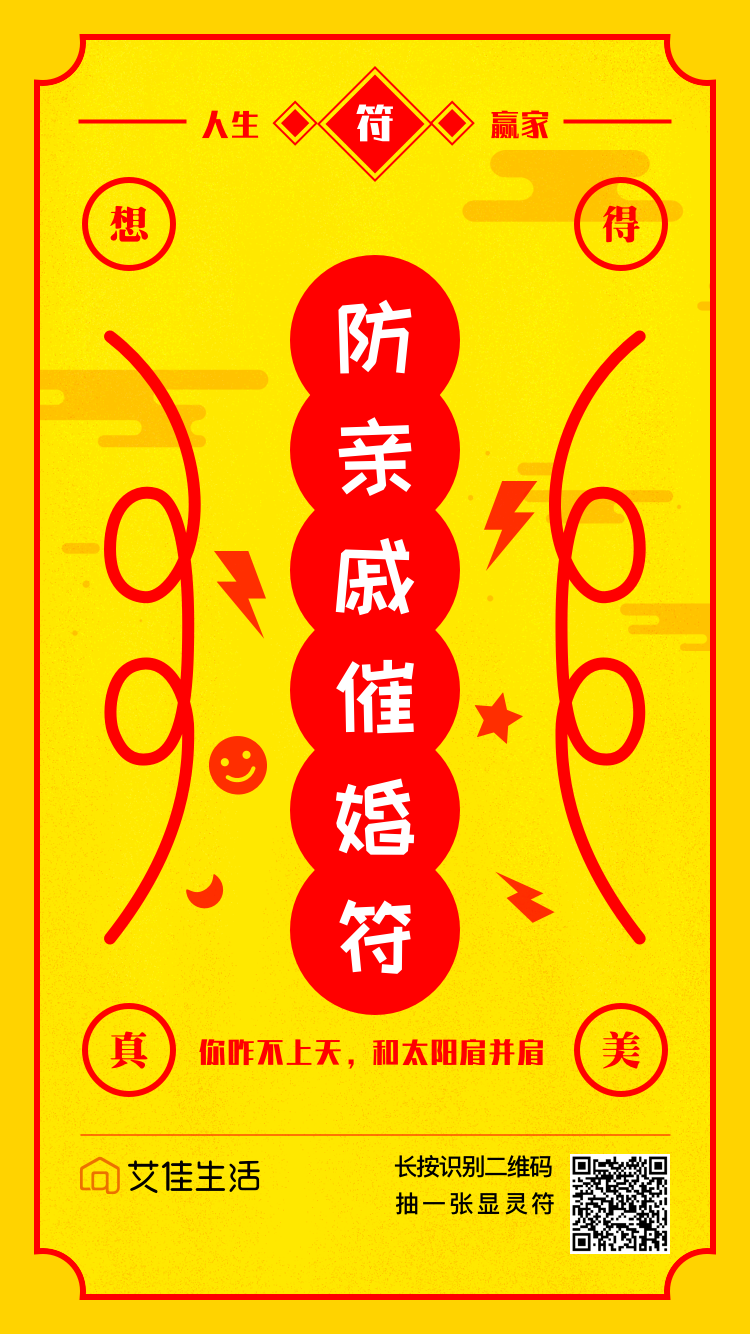 人生 符 赢家
想 得
防
亲
戚
催
婚
符
真 美
你咋不上天，和太阳肩并肩
艾佳生活
长按识别二维码
抽一张显灵符